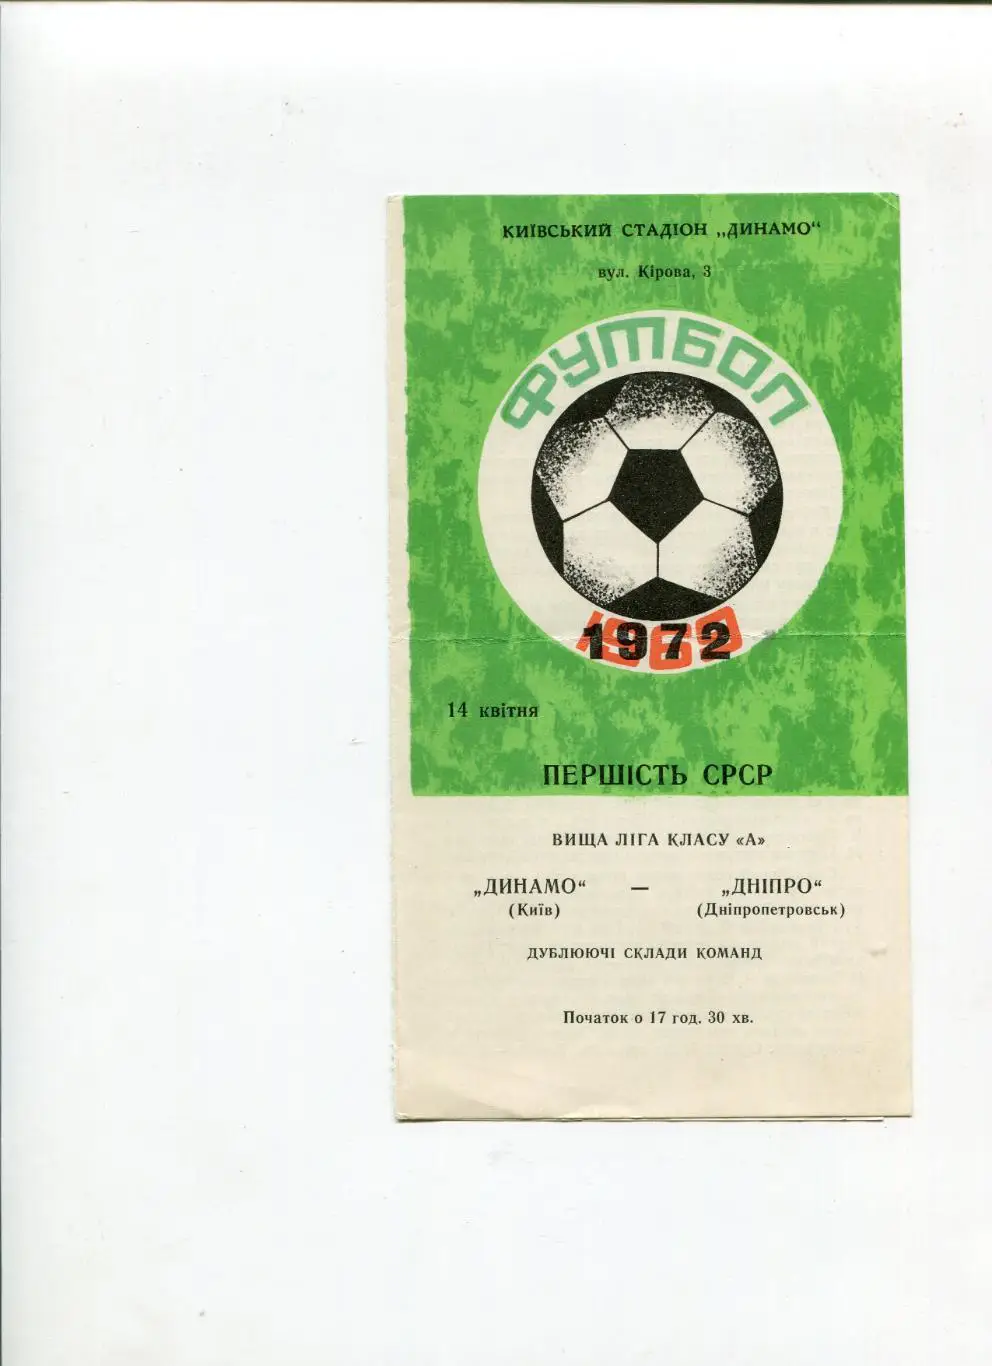 КИЇВСЬКИЙ СТАДІОН „ДИНАМО“
вул. Кірова, 3
ФУТБОЛ
1969
1972
14 квітня
ПЕРШІСТЬ СРСР
ВИЩА ЛІГА КЛАСУ «А»
„ДИНАМО“ — „ДНІПРО“
(Київ) (Дніпропетровськ)
ДУБЛЮЮЧІ СКЛАДИ КОМАНД
Початок о 17 год. 30 хв.